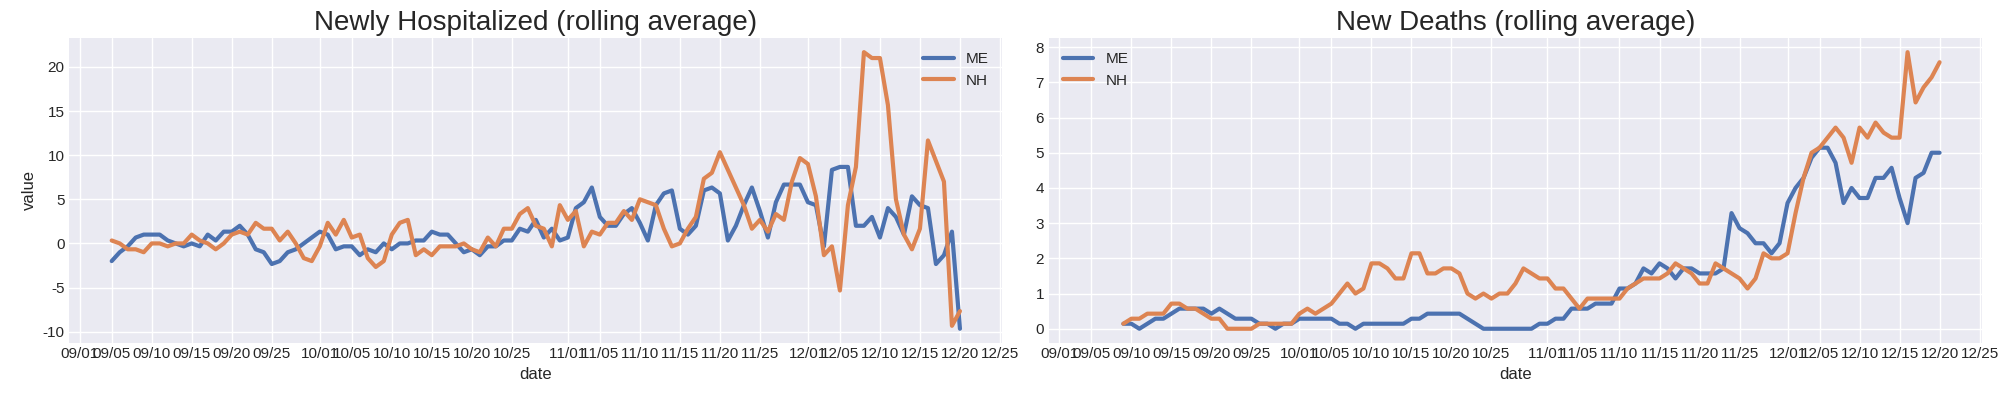 Newly Hospitalized (rolling average)
ME
NH
20
15
10
5
0
-5
-10
value
09/01 09/05 09/10 09/15 09/20 09/25 10/01 10/05 10/10 10/15 10/20 10/25 11/01 11/05 11/10 11/15 11/20 11/25 12/01 12/05 12/10 12/15 12/20 12/25
date
New Deaths (rolling average)
ME
NH
8
7
6
5
4
3
2
1
0
09/01 09/05 09/10 09/15 09/20 09/25 10/01 10/05 10/10 10/15 10/20 10/25 11/01 11/05 11/10 11/15 11/20 11/25 12/01 12/05 12/10 12/15 12/20 12/25
date